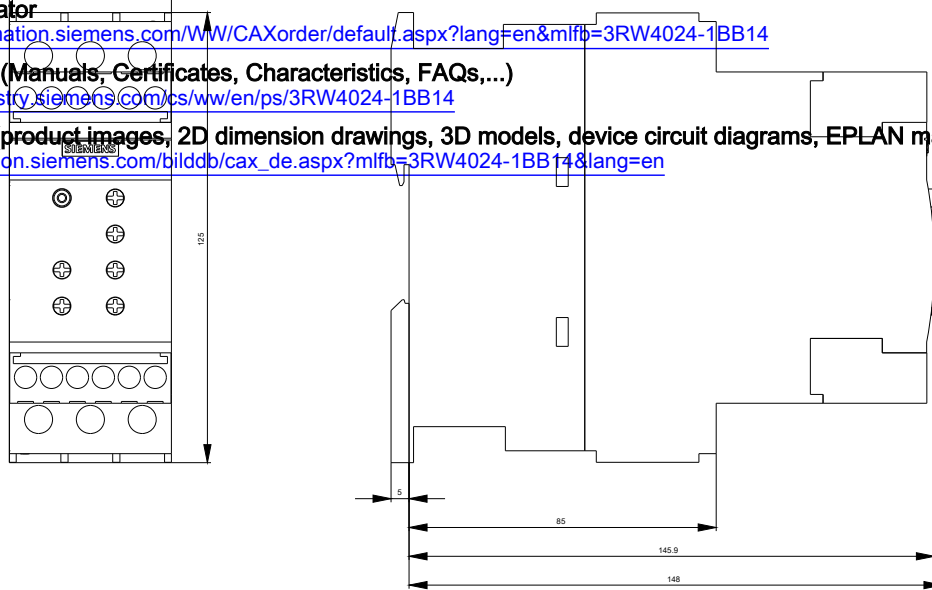 ator
nation.siemens.com/WW/CAXorder/default.aspx?lang=en&mlfb=3RW4024-1BB14
(Manuals, Certificates, Characteristics, FAQs,...)
stry.siemens.com/cs/ww/en/ps/3RW4024-1BB14
product images, 2D dimension drawings, 3D models, device circuit diagrams, EPLAN m
SIEMENS
on.siemens.com/bilddb/cax_de.aspx?mlfb=3RW4024-1BB14&lang=en
125
5
85
145.9
148